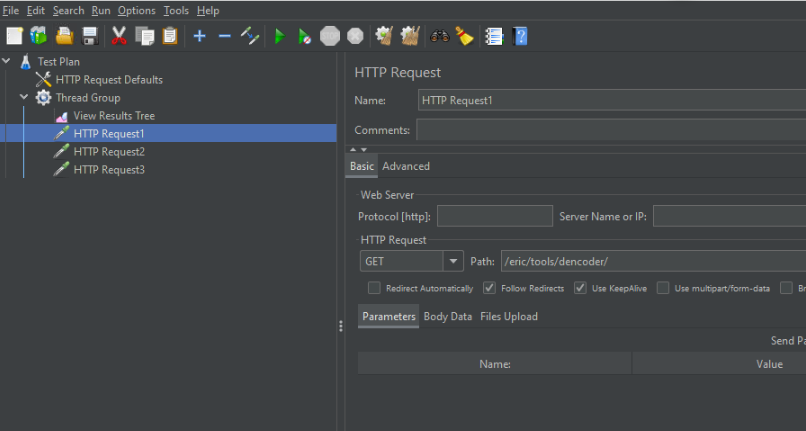 File Edit Search Run Options Tools Help
Test Plan
HTTP Request Defaults
Thread Group
View Results Tree
HTTP Request1
HTTP Request2
HTTP Request3
HTTP Request
Name: HTTP Request1
Comments:
Basic Advanced
Web Server
Protocol [http]: Server Name or IP:
HTTP Request
GET Path: /eric/tools/dencoder/
Redirect Automatically Follow Redirects Use KeepAlive Use multipart/form-data Br
Parameters Body Data Files Upload
Send Pa
Name: Value